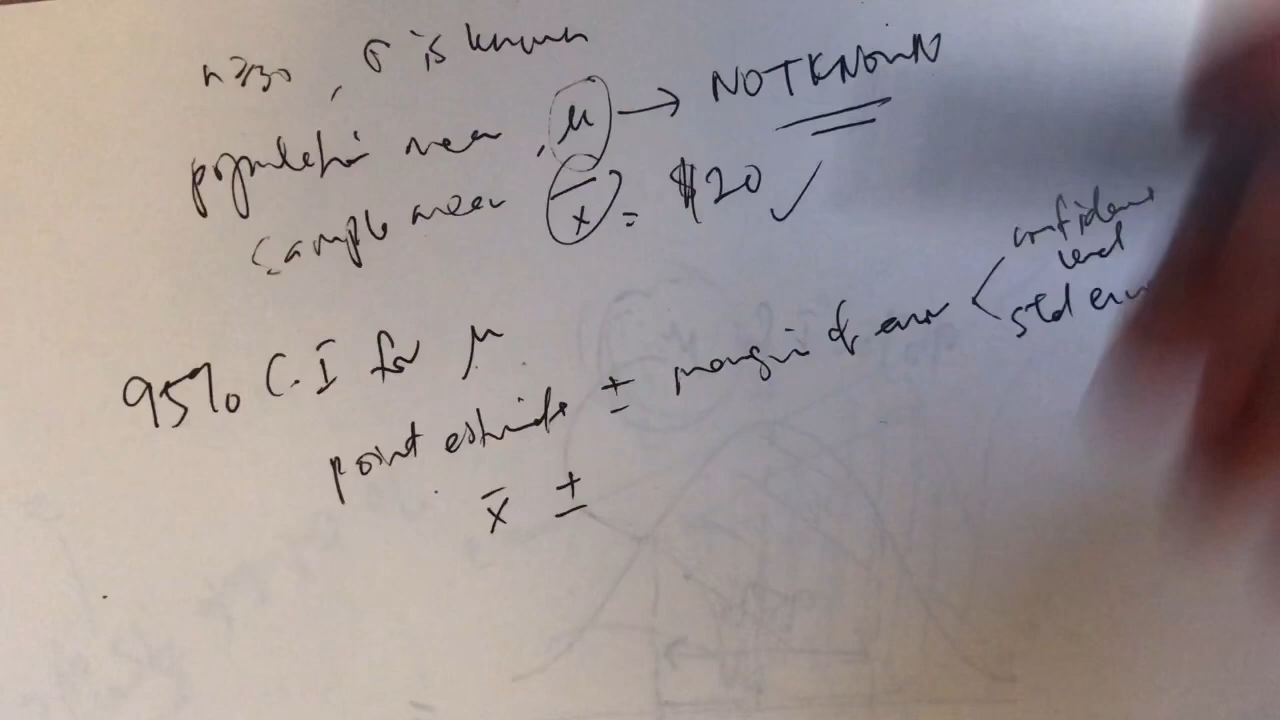 n ≥ 30, σ is known
population mean, μ → NOTKNOWN
sample mean x̄ = $20 ✓
confidence level
95% C.I for μ
point estimate ± margin of error < std error
x̄ ±